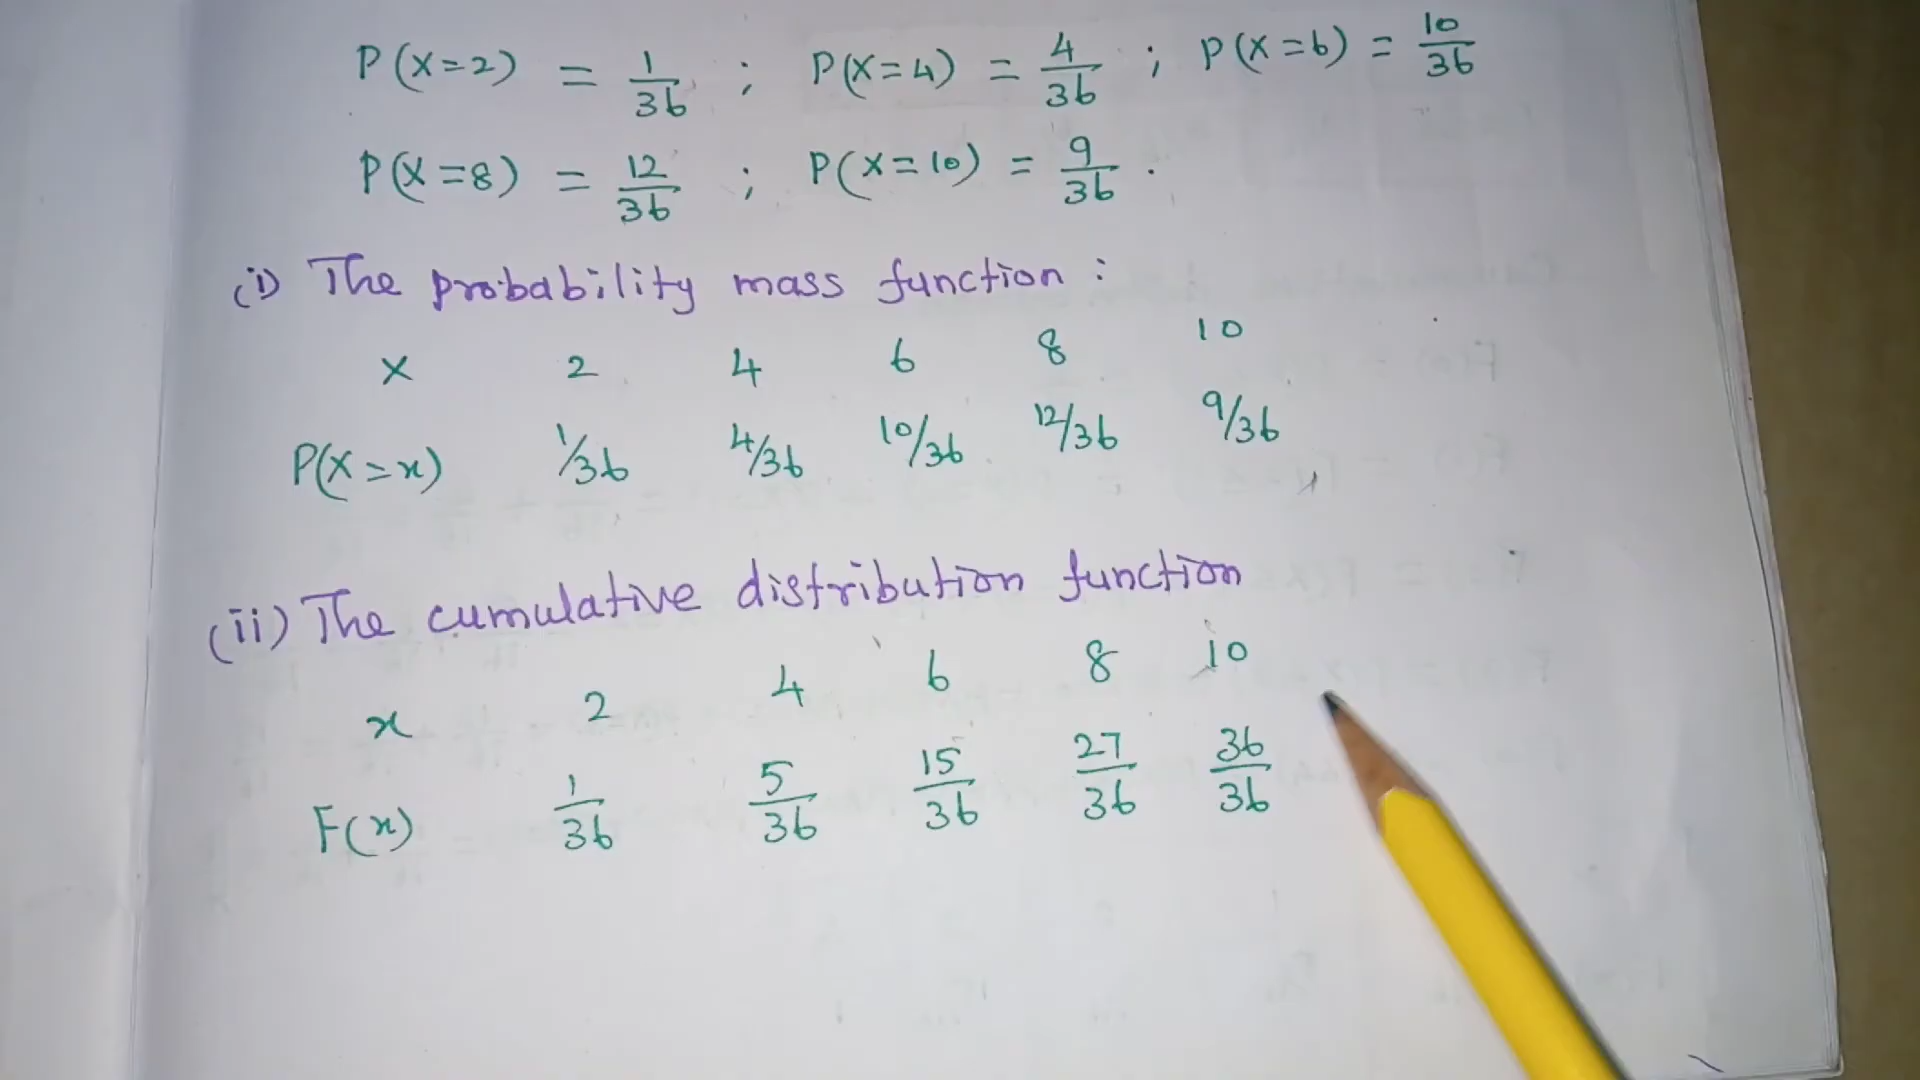 P(X=2) = 1/36 ; P(X=4) = 4/36 ; P(X=6) = 10/36
P(X=8) = 12/36 ; P(X=10) = 9/36 .
(i) The probability mass function :
X 2 4 6 8 10
P(X=x) 1/36 4/36 10/36 12/36 9/36
(ii) The cumulative distribution function
x 2 4 6 8 10
F(x) 1/36 5/36 15/36 27/36 36/36